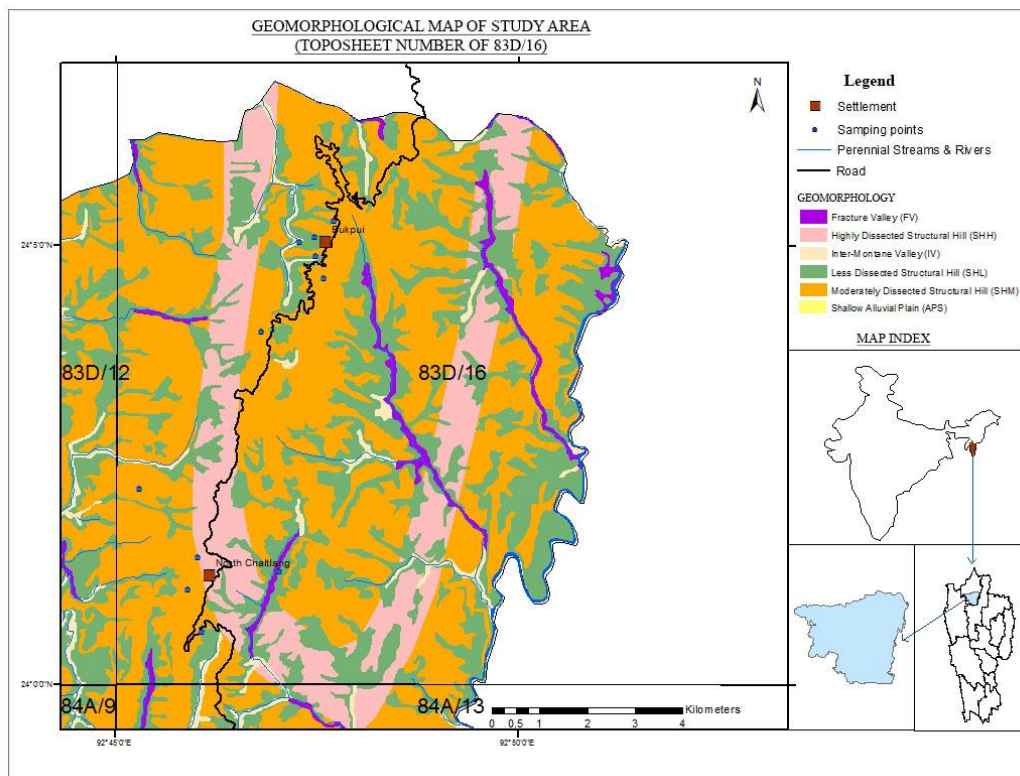 GEOMORPHOLOGICAL MAP OF STUDY AREA
(TOPOSHEET NUMBER OF 83D/16)
N
Legend
Settlement
Samping points
Perennial Streams & Rivers
Road
GEOMORPHOLOGY
Fracture Valley (FV)
Highly Dissected Structural Hill (SHH)
Inter-Montane Valley (IV)
Less Dissected Structural Hill (SHL)
Moderately Dissected Structural Hill (SHM)
Shallow Alluvial Plain (APS)
MAP INDEX
24°5'0"N
Bukpui
83D/12
83D/16
North Chaltlang
24°0'0"N
84A/9
84A/13
0 0.5 1 2 3 4
Kilometers
92°45'0"E
92°50'0"E